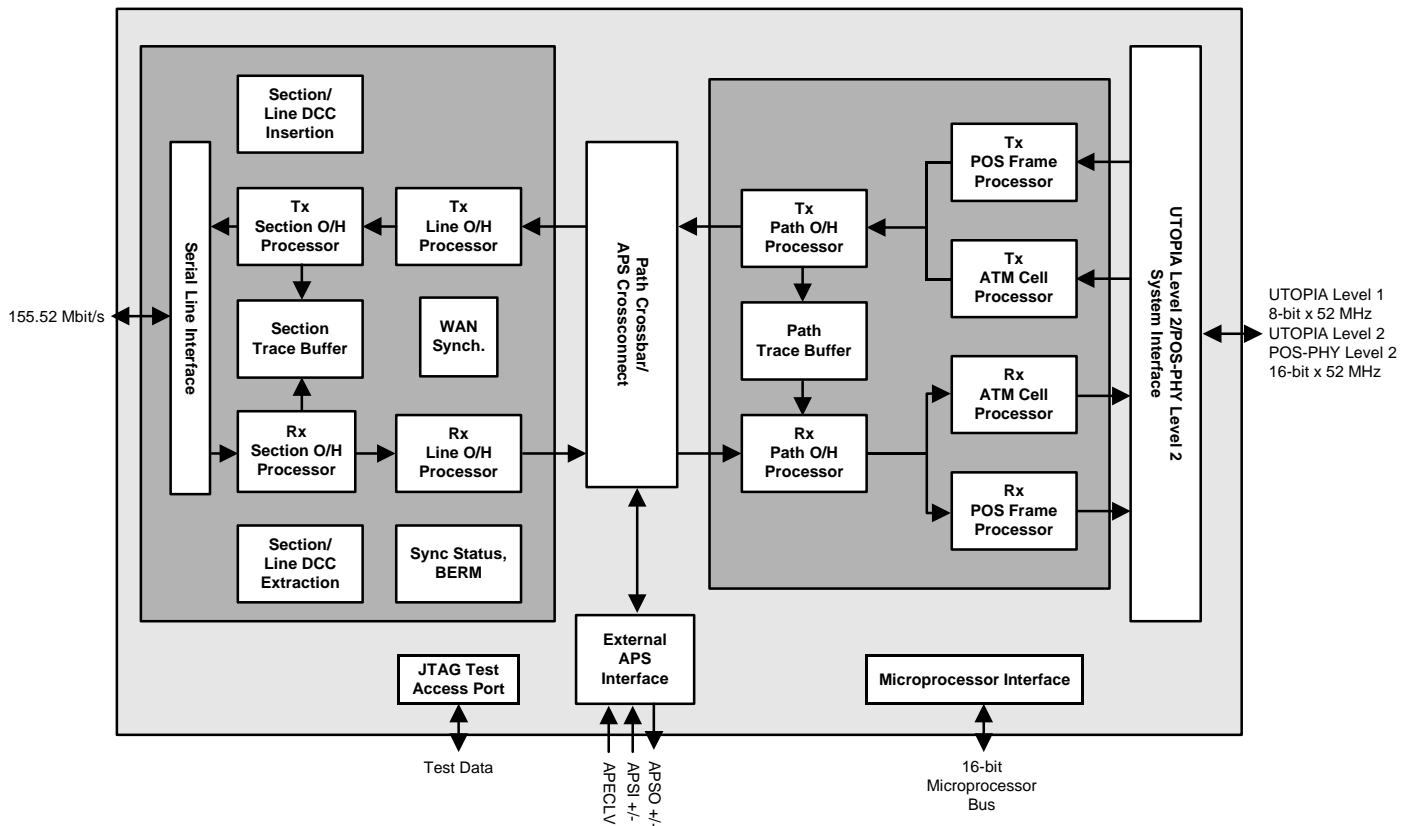 Section/
Line DCC
Insertion
Tx
Section O/H
Processor
Tx
Line O/H
Processor
Serial Line Interface
155.52 Mbit/s
Section
Trace Buffer
WAN
Synch.
Rx
Section O/H
Processor
Rx
Line O/H
Processor
Section/
Line DCC
Extraction
Sync Status,
BERM
Path Crossbar/
APS Crossconnect
Tx
Path O/H
Processor
Path
Trace Buffer
Rx
Path O/H
Processor
Tx
POS Frame
Processor
Tx
ATM Cell
Processor
Rx
ATM Cell
Processor
Rx
POS Frame
Processor
UTOPIA Level 2/POS-PHY Level 2
System Interface
UTOPIA Level 1
8-bit x 52 MHz
UTOPIA Level 2
POS-PHY Level 2
16-bit x 52 MHz
JTAG Test
Access Port
External
APS
Interface
Microprocessor Interface
Test Data
APECLV
APSI +/-
APSO +/-
16-bit
Microprocessor
Bus